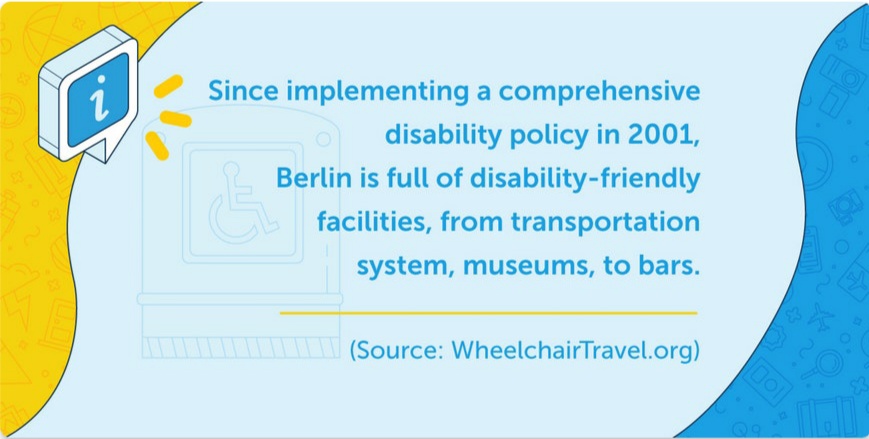 i
Since implementing a comprehensive
disability policy in 2001,
Berlin is full of disability-friendly
facilities, from transportation
system, museums, to bars.
(Source: WheelchairTravel.org)